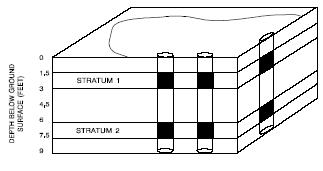 DEPTH BELOW GROUND
SURFACE (FEET)
0
1,5
3
4,5
6
7,5
9
STRATUM 1
STRATUM 2